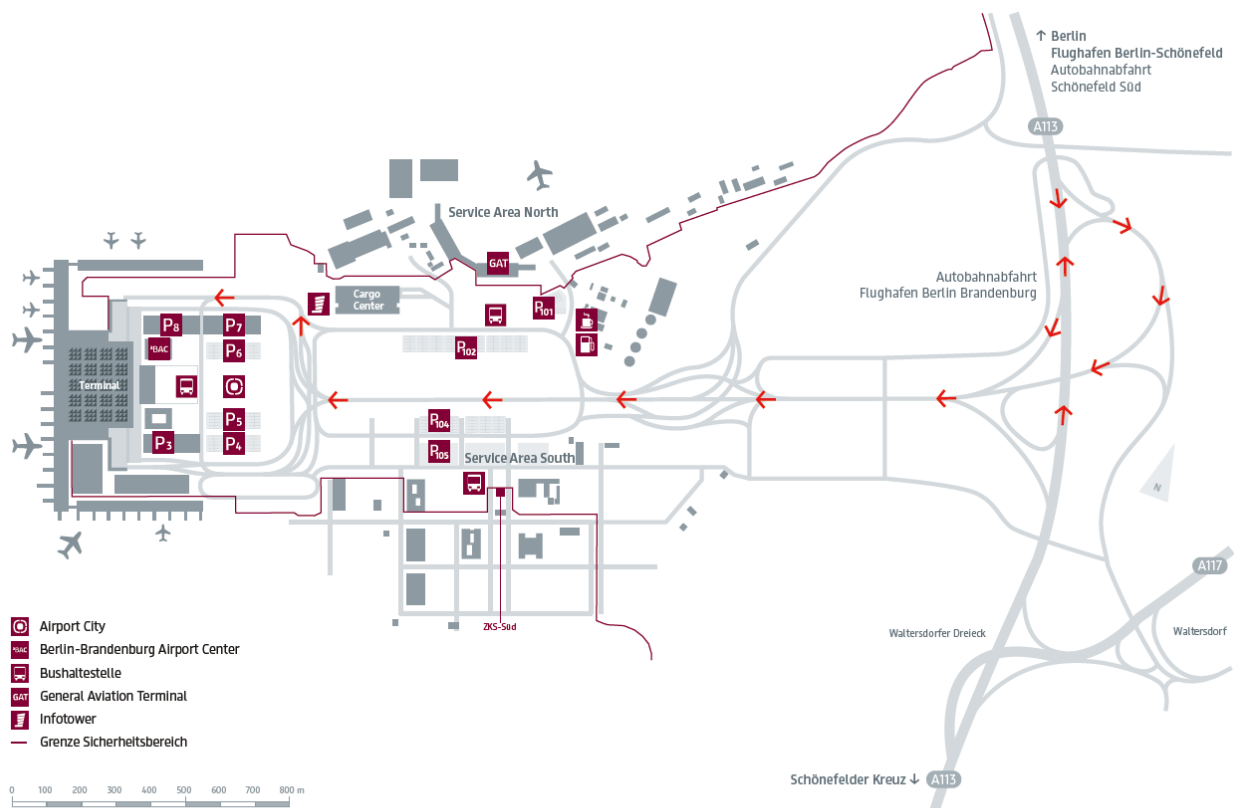 ↑ Berlin
Flughafen Berlin-Schönefeld
Autobahnabfahrt
Schönefeld Süd
A113
Service Area North
GAT
Autobahnabfahrt
Flughafen Berlin Brandenburg
Cargo
Center
P101
P8
P7
P102
BAC
P6
Terminal
P5
P104
P3
P4
P105
Service Area South
N
A117
ZKS-Süd
Waltersdorfer Dreieck
Waltersdorf
Airport City
BAC Berlin-Brandenburg Airport Center
Bushaltestelle
GAT General Aviation Terminal
Infotower
Grenze Sicherheitsbereich
Schönefelder Kreuz ↓ A113
0 100 200 300 400 500 600 700 800 m